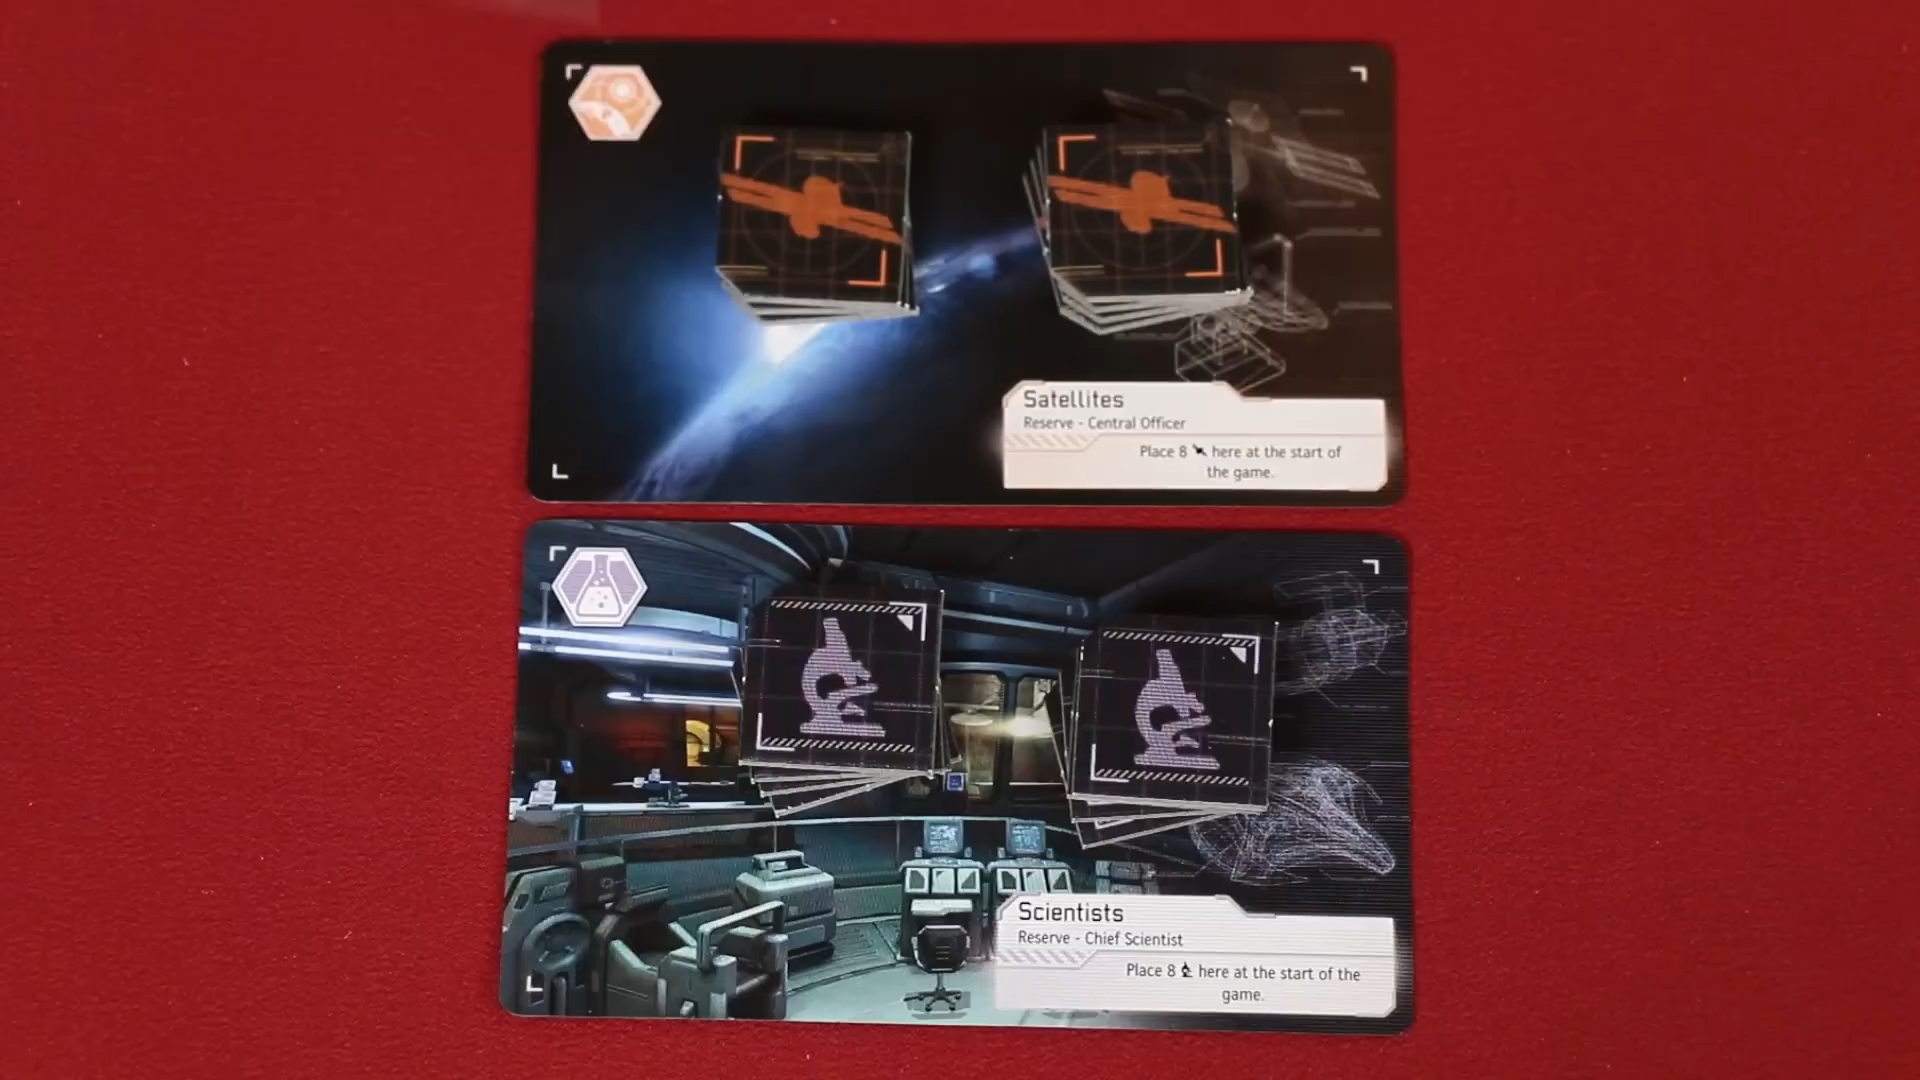 Satellites
Reserve - Central Officer
Place 8 here at the start of
the game.
Scientists
Reserve - Chief Scientist
Place 8 here at the start of the
game.